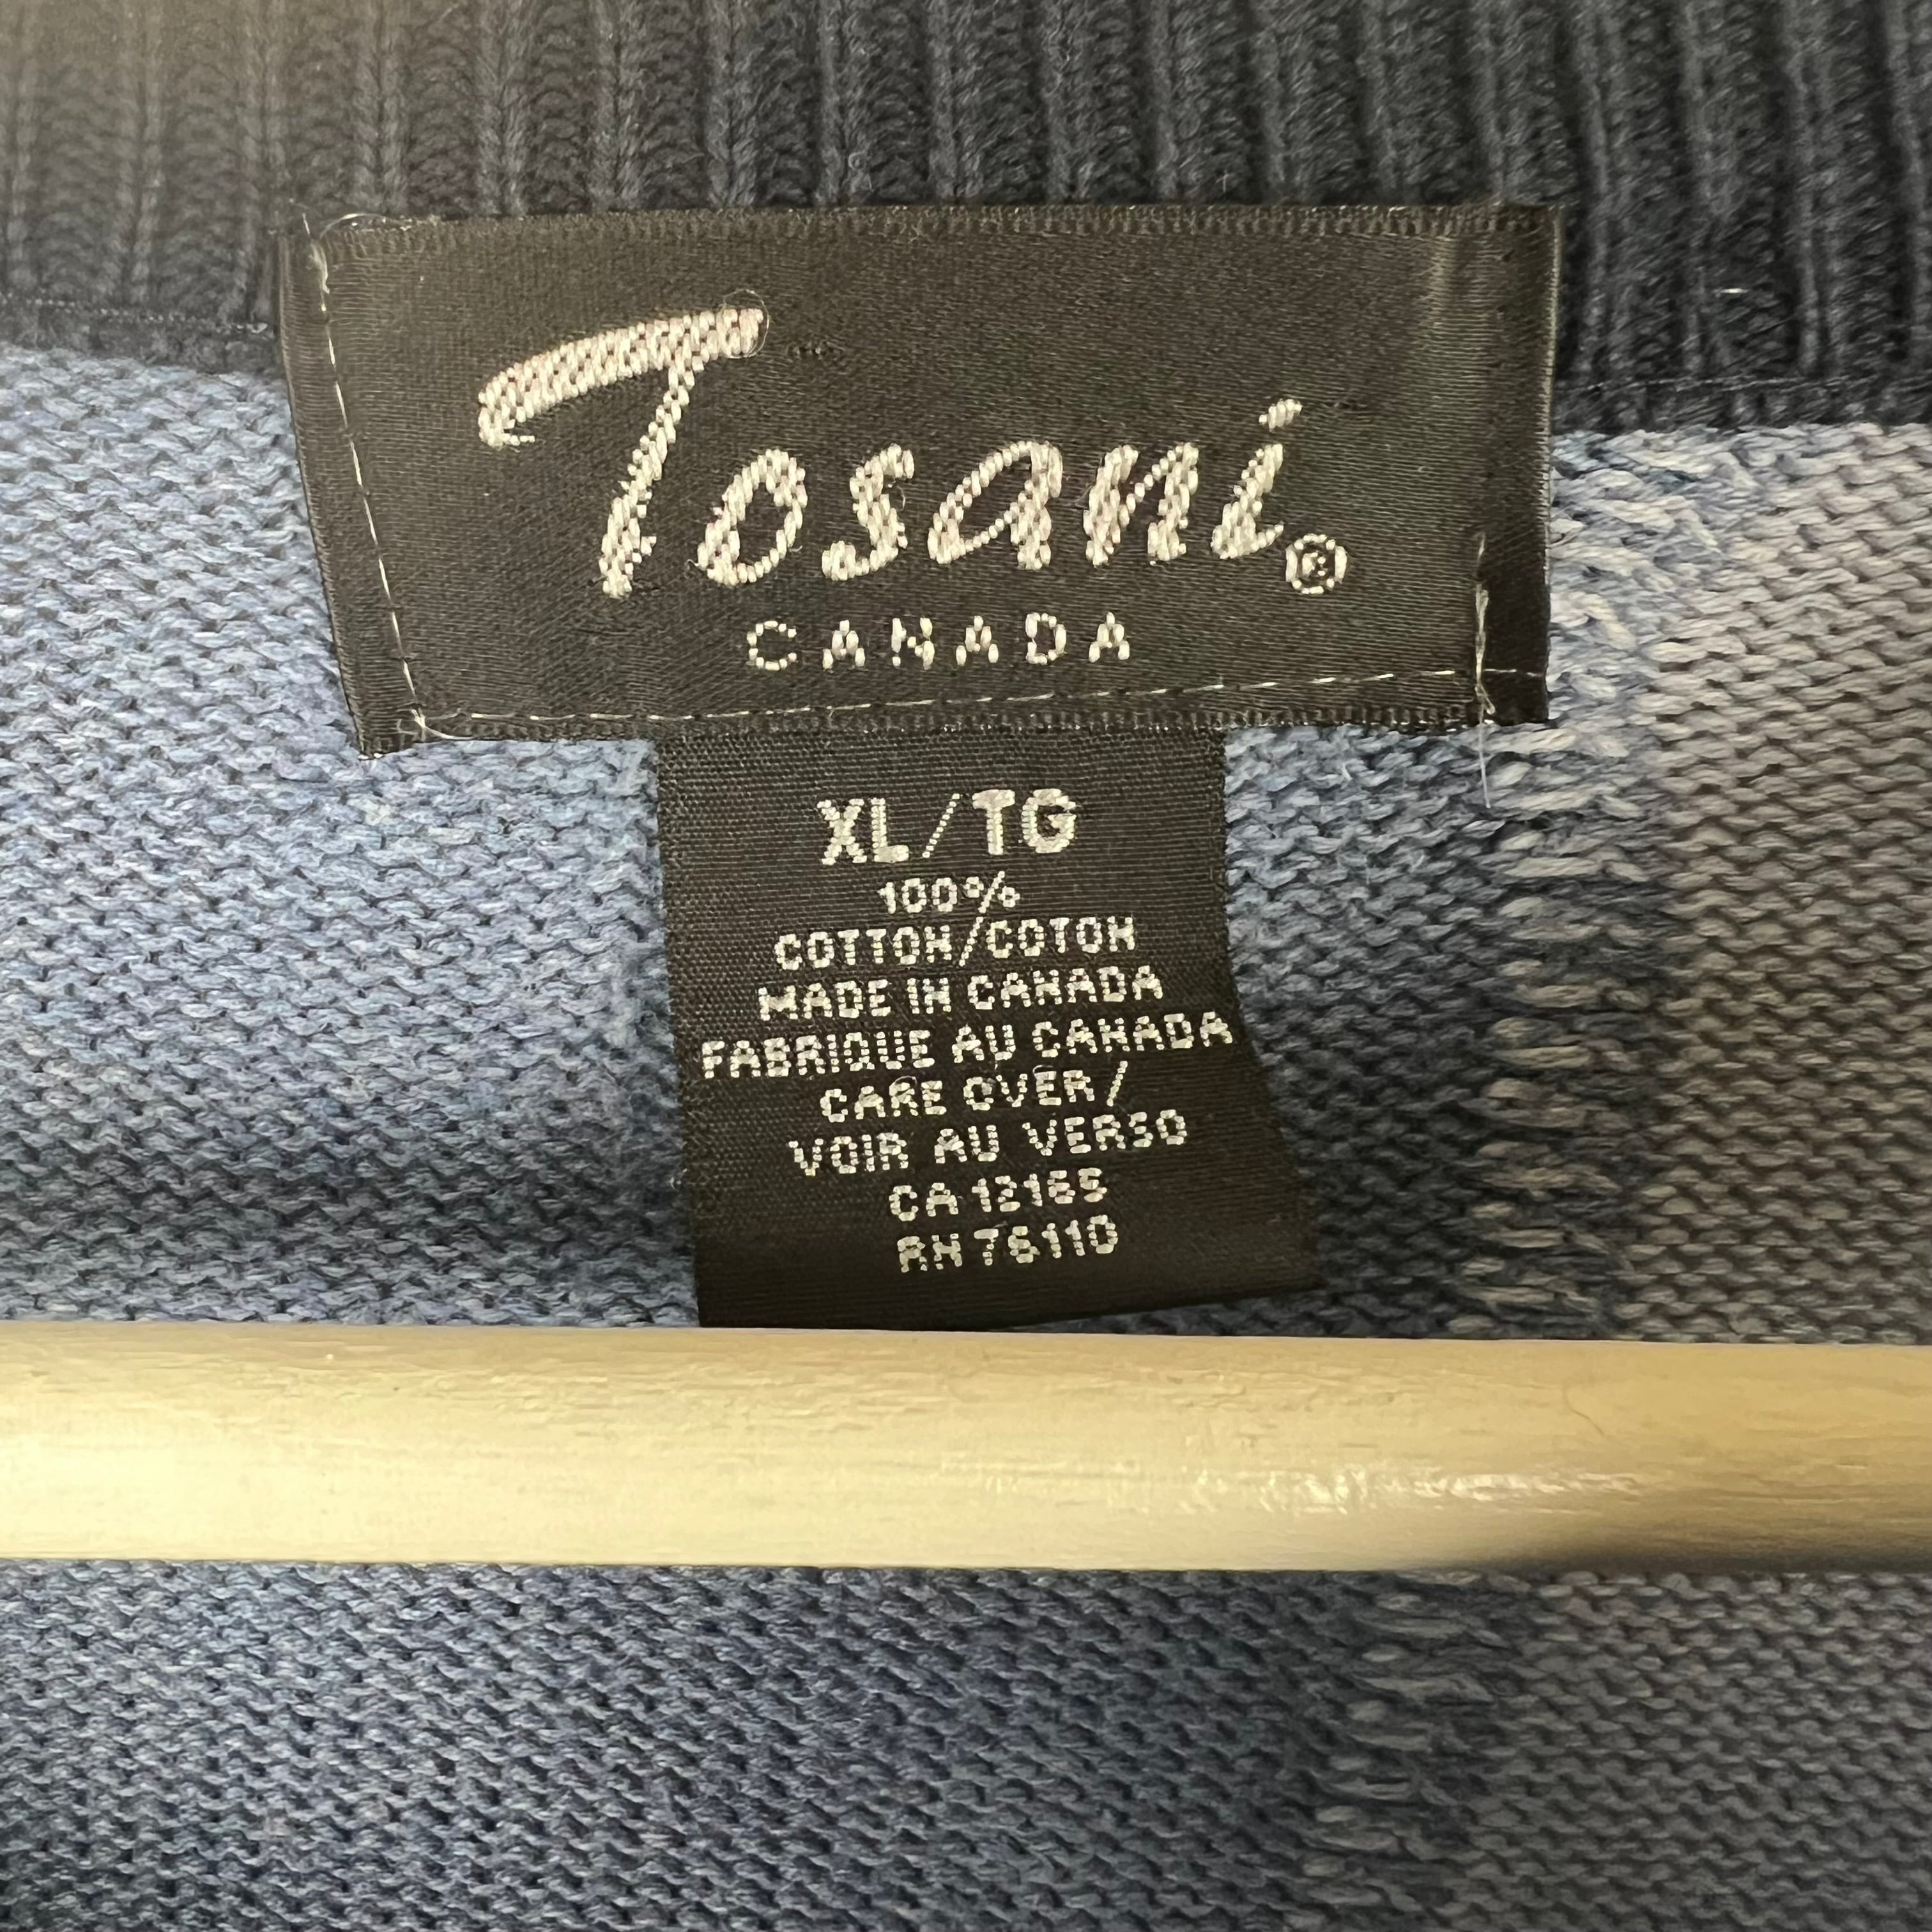 Tosani®
CANADA
XL/TG
100%
COTTON/COTON
MADE IN CANADA
FABRIQUE AU CANADA
CARE OVER/
VOIR AU VERSO
CA 12165
RN 76110